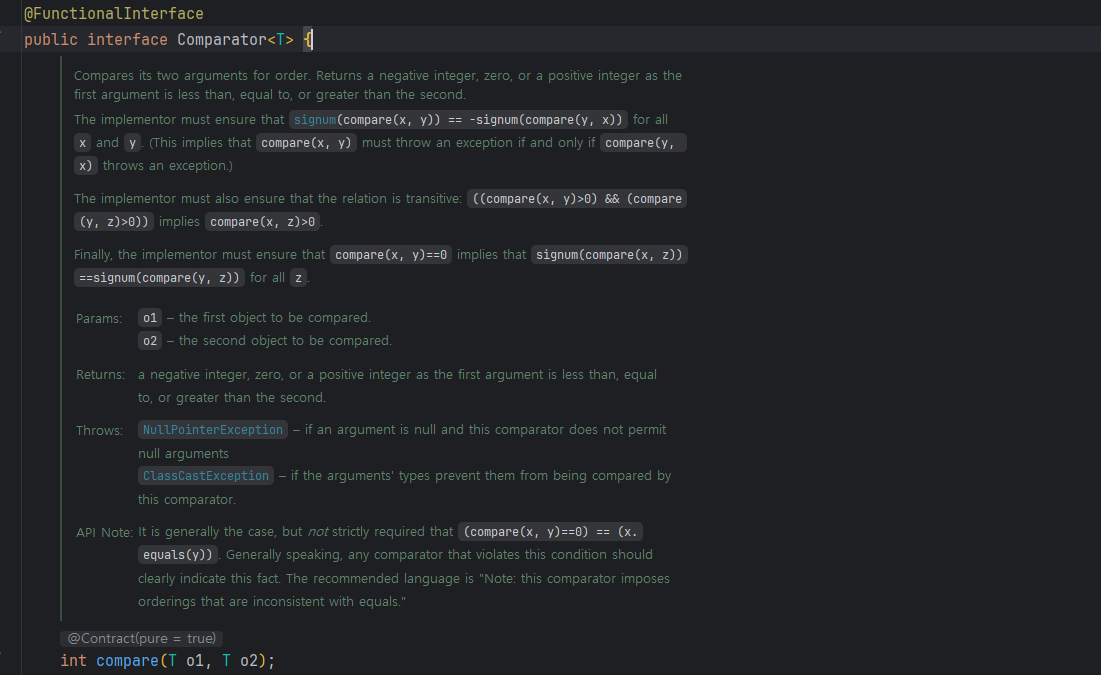 @FunctionalInterface
public interface Comparator<T> {
Compares its two arguments for order. Returns a negative integer, zero, or a positive integer as the
first argument is less than, equal to, or greater than the second.
The implementor must ensure that signum(compare(x, y)) == -signum(compare(y, x)) for all
x and y. (This implies that compare(x, y) must throw an exception if and only if compare(y,
x) throws an exception.)
The implementor must also ensure that the relation is transitive: ((compare(x, y)>0) && (compare
(y, z)>0)) implies compare(x, z)>0.
Finally, the implementor must ensure that compare(x, y)==0 implies that signum(compare(x, z))
==signum(compare(y, z)) for all z.
Params: o1 – the first object to be compared.
o2 – the second object to be compared.
Returns: a negative integer, zero, or a positive integer as the first argument is less than, equal
to, or greater than the second.
Throws: NullPointerException – if an argument is null and this comparator does not permit
null arguments
ClassCastException – if the arguments' types prevent them from being compared by
this comparator.
API Note: It is generally the case, but not strictly required that (compare(x, y)==0) == (x.
equals(y)). Generally speaking, any comparator that violates this condition should
clearly indicate this fact. The recommended language is "Note: this comparator imposes
orderings that are inconsistent with equals."
@Contract(pure = true)
int compare(T o1, T o2);